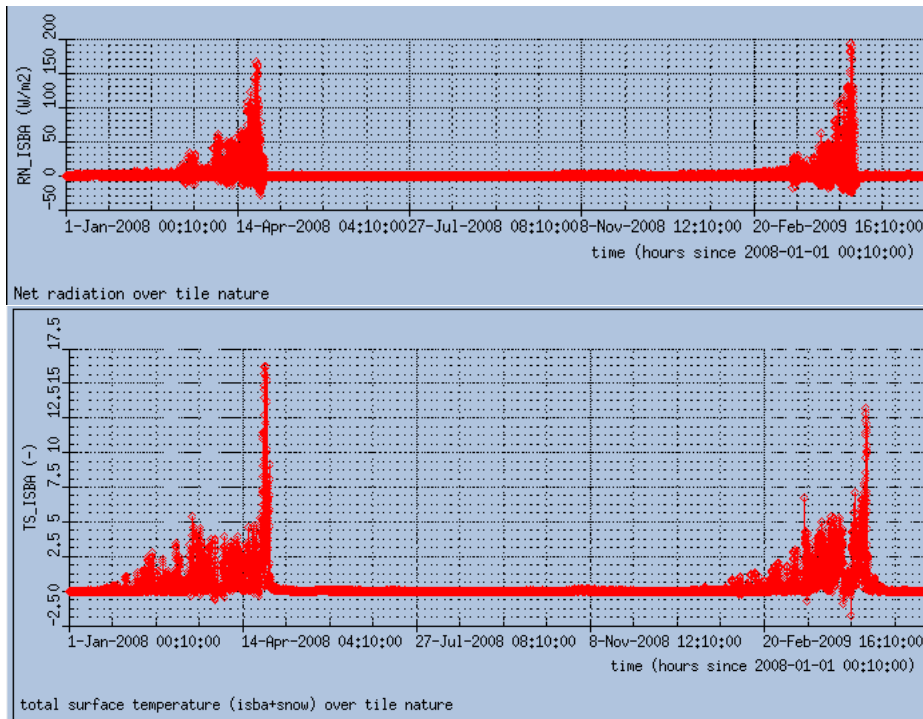 200
150
100
50
0
-50
RN_ISBA (W/m2)
1-Jan-2008 00:10:00 14-Apr-2008 04:10:00 27-Jul-2008 08:10:00 8-Nov-2008 12:10:00 20-Feb-2009 16:10:00
time (hours since 2008-01-01 00:10:00)
Net radiation over tile nature
17.5
15
12.5
10
7.5
5
2.5
0
-2.5
TS_ISBA (-)
1-Jan-2008 00:10:00 14-Apr-2008 04:10:00 27-Jul-2008 08:10:00 8-Nov-2008 12:10:00 20-Feb-2009 16:10:00
time (hours since 2008-01-01 00:10:00)
total surface temperature (isba+snow) over tile nature